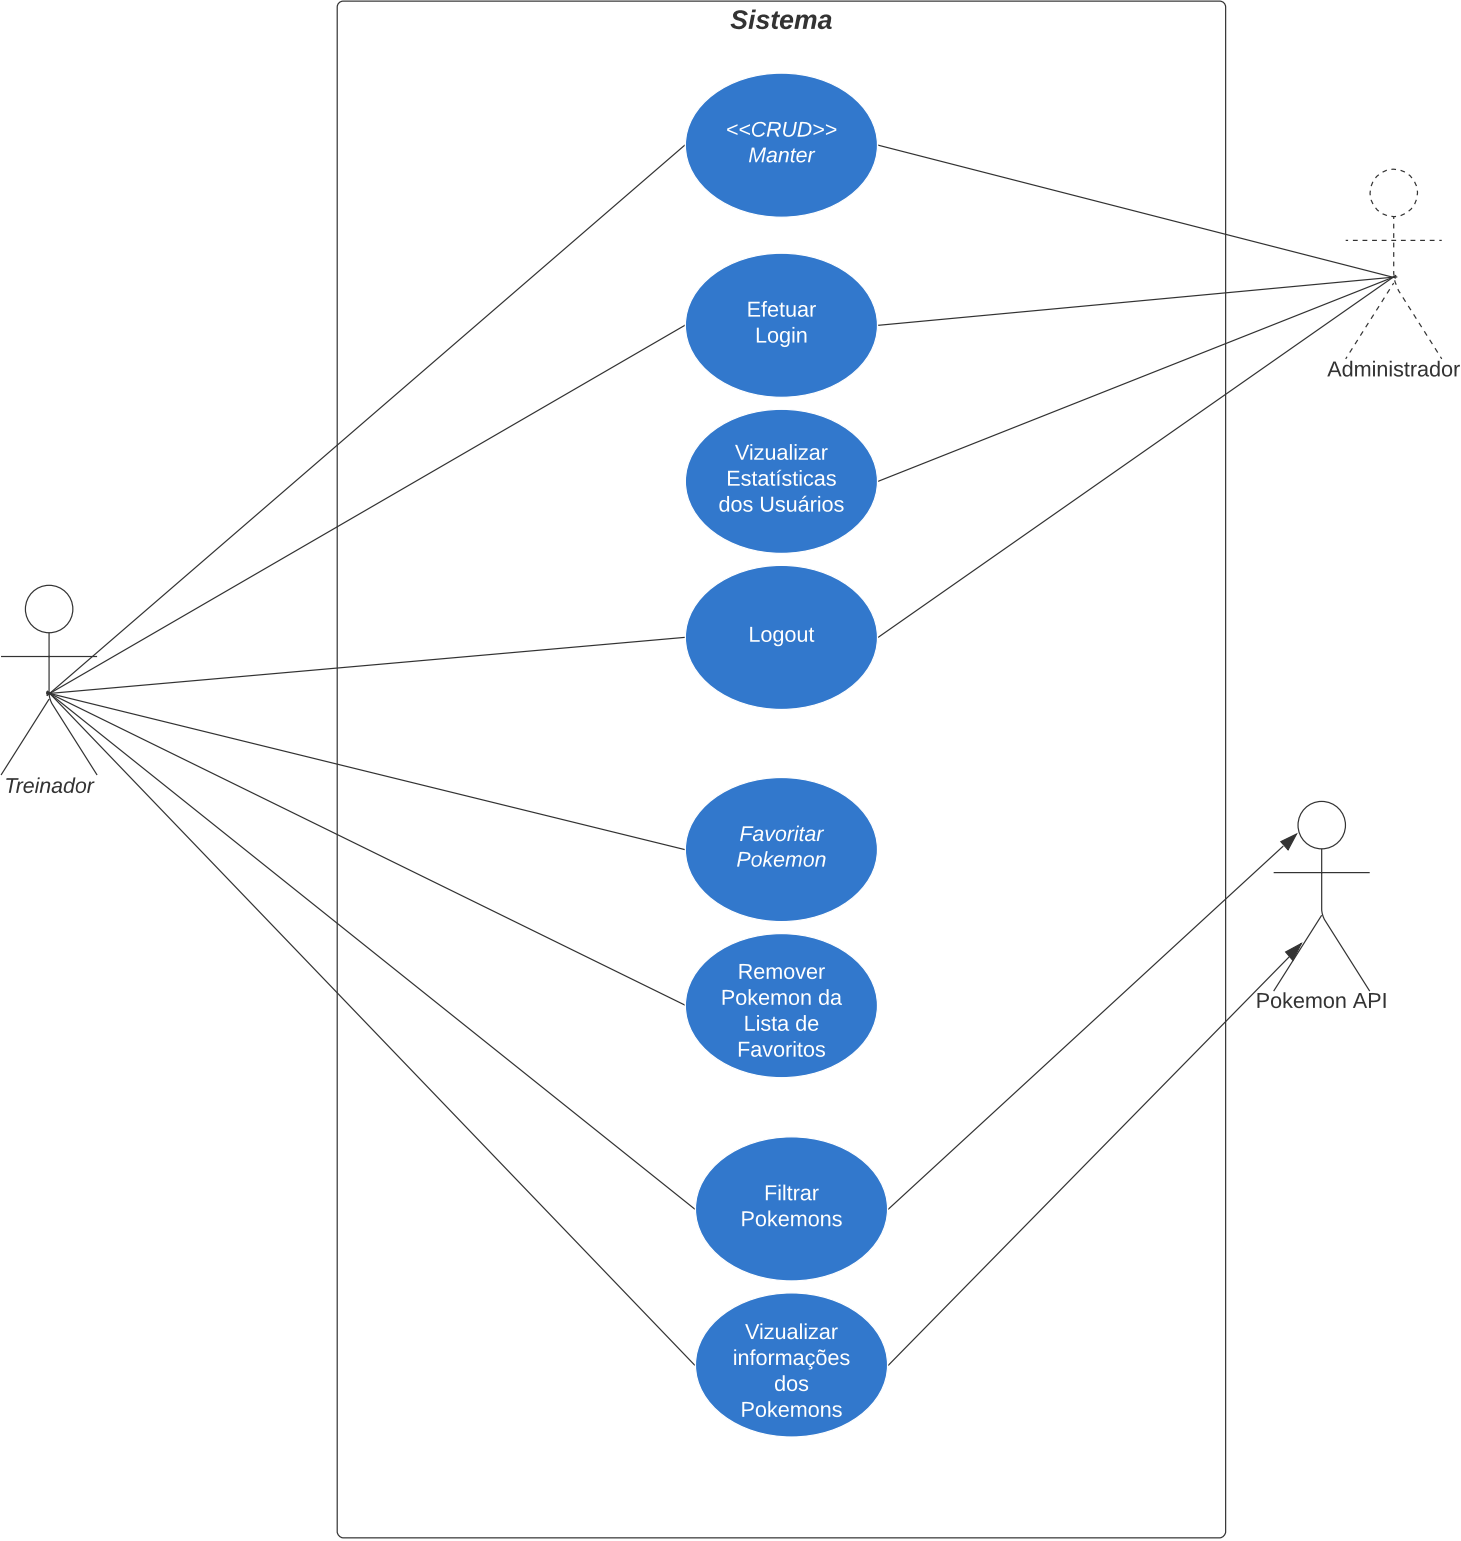 Sistema
<<CRUD>>
Manter
Efetuar
Login
Vizualizar
Estatísticas
dos Usuários
Logout
Favoritar
Pokemon
Remover
Pokemon da
Lista de
Favoritos
Filtrar
Pokemons
Vizualizar
informações
dos
Pokemons
Treinador
Administrador
Pokemon API